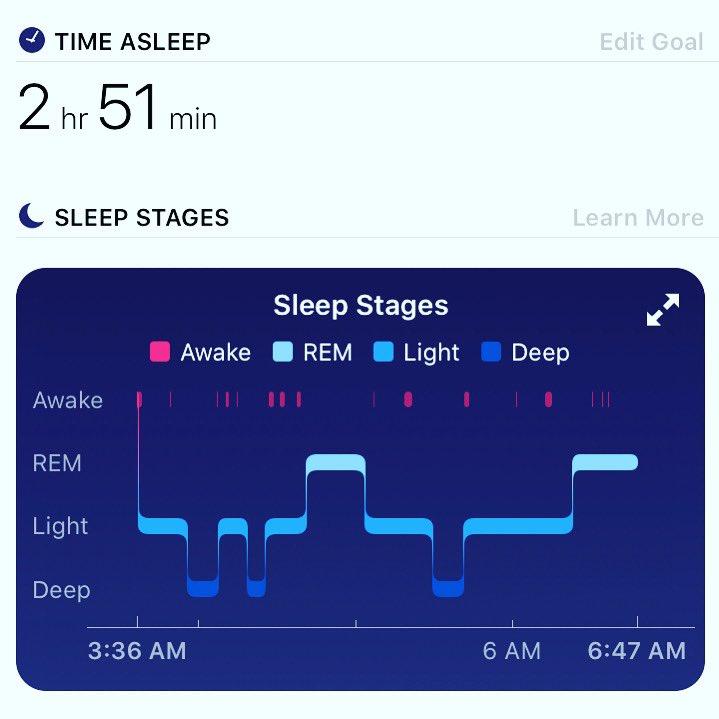 TIME ASLEEP Edit Goal
2 hr 51 min
SLEEP STAGES Learn More
Sleep Stages
Awake REM Light Deep
Awake
REM
Light
Deep
3:36 AM 6 AM 6:47 AM